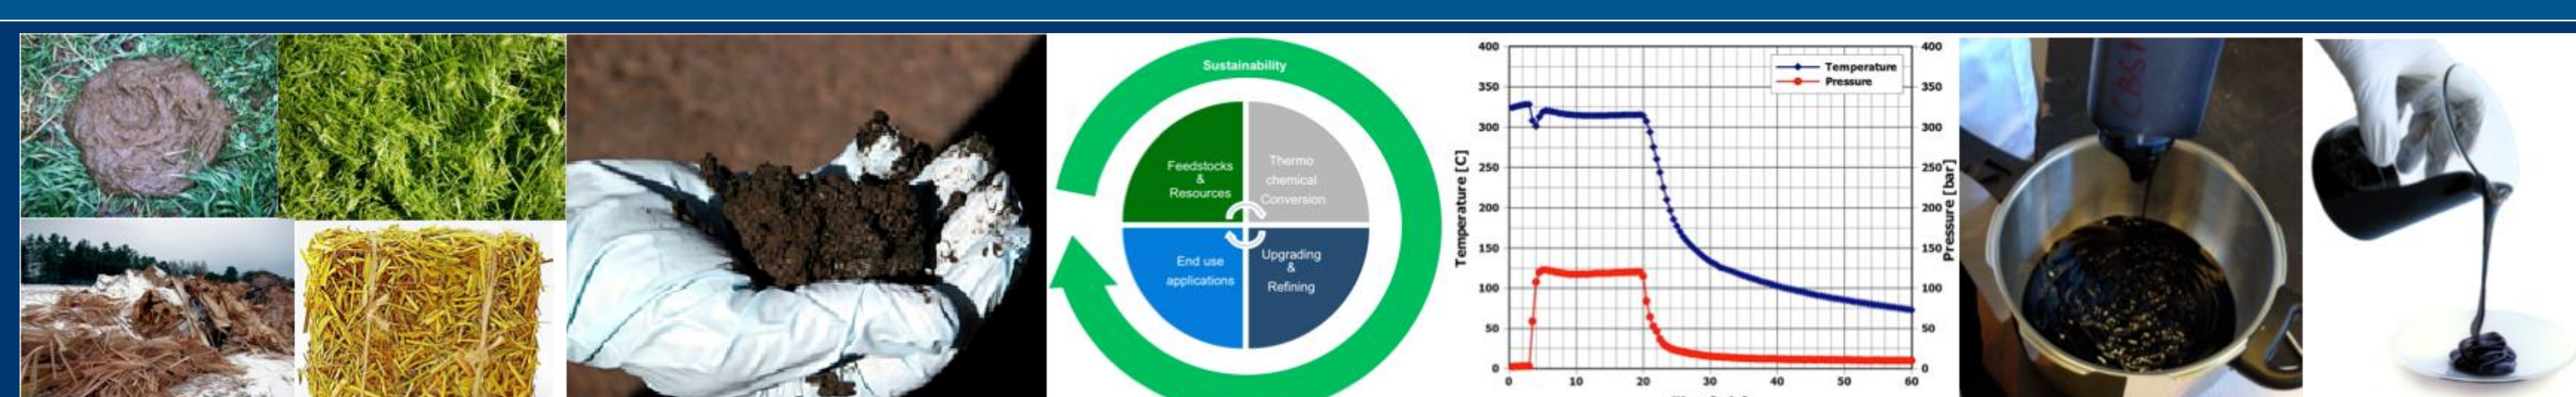 Sustainability
Feedstocks
&
Resources
Thermo
chemical
Conversion
End use
applications
Upgrading
&
Refining
Temperature
Pressure
Temperature [C]
400
350
300
250
200
150
100
50
0
0
10
20
30
40
50
60
400
350
300
250
200
150
100
50
0
Pressure [bar]